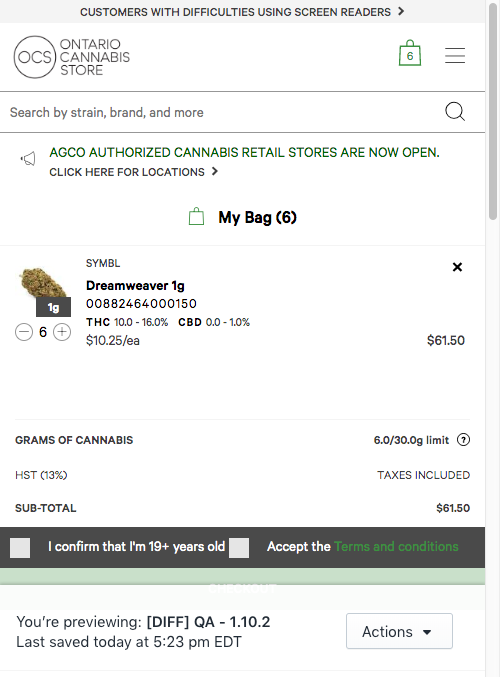 CUSTOMERS WITH DIFFICULTIES USING SCREEN READERS
OCS
ONTARIO
CANNABIS
STORE
6
Search by strain, brand, and more
AGCO AUTHORIZED CANNABIS RETAIL STORES ARE NOW OPEN.
CLICK HERE FOR LOCATIONS
My Bag (6)
SYMBL
Dreamweaver 1g
00882464000150
1g
THC 10.0 - 16.0% CBD 0.0 - 1.0%
6
$10.25/ea
$61.50
GRAMS OF CANNABIS 6.0/30.0g limit ?
HST (13%) TAXES INCLUDED
SUB-TOTAL $61.50
I confirm that I'm 19+ years old Accept the Terms and conditions
CHECKOUT
You're previewing: [DIFF] QA - 1.10.2
Last saved today at 5:23 pm EDT
Actions